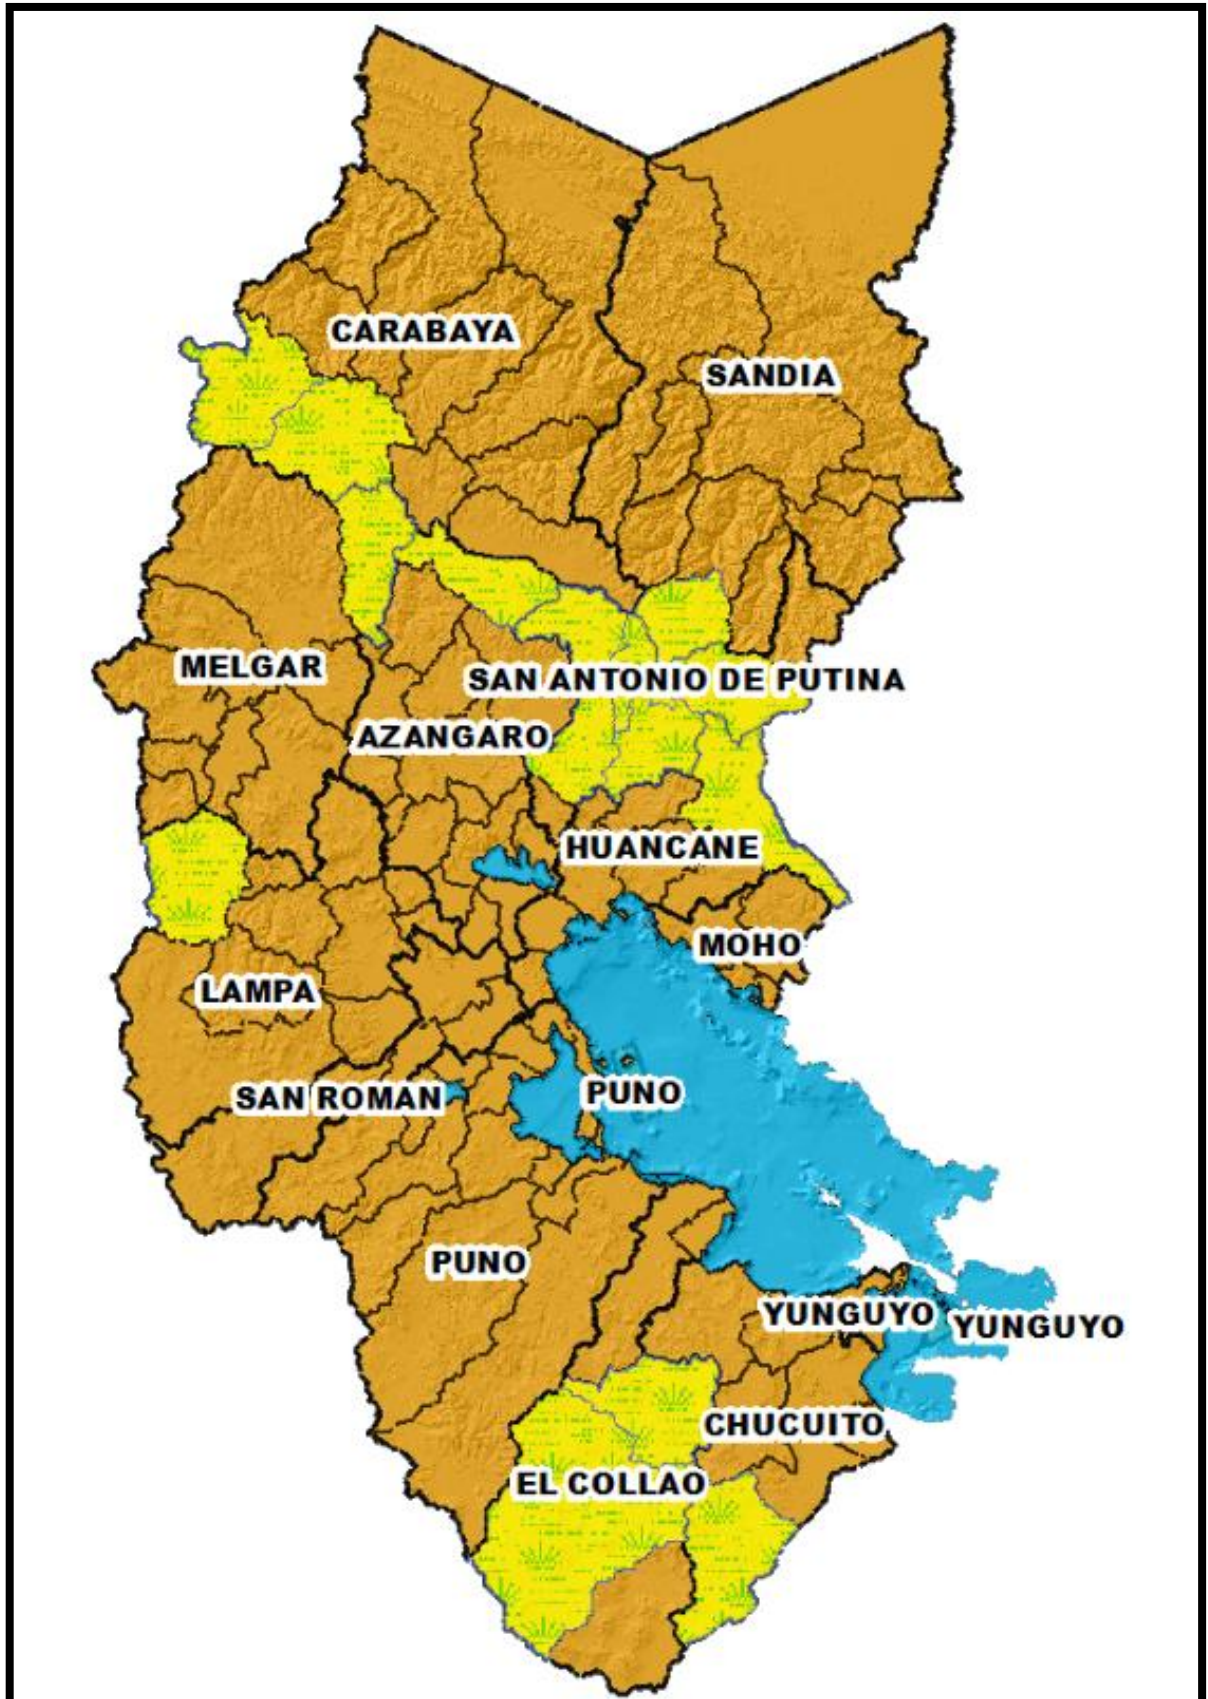 CARABAYA
SANDIA
MELGAR
SAN ANTONIO DE PUTINA
AZANGARO
HUANCANE
MOHO
LAMPA
SAN ROMAN
PUNO
PUNO
YUNGUYO
YUNGUYO
CHUCUITO
EL COLLAO